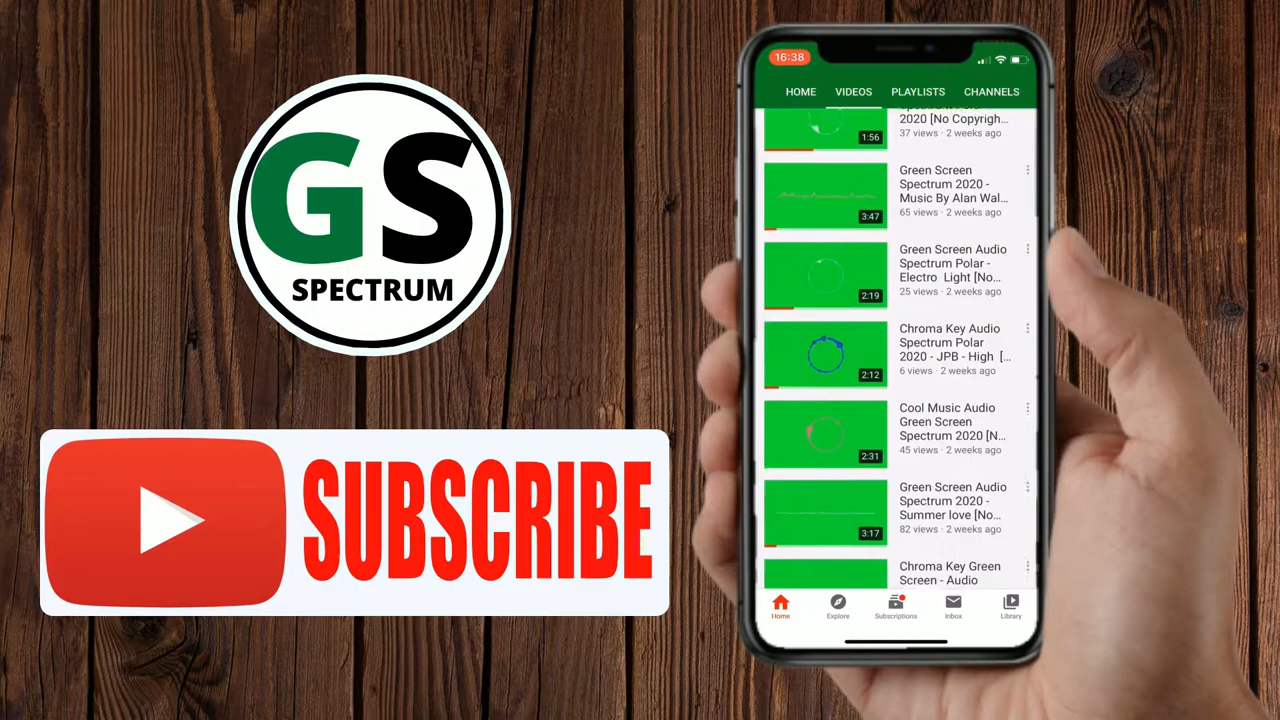 GS
SPECTRUM
SUBSCRIBE
16:38
HOME VIDEOS PLAYLISTS CHANNELS
2020 [No Copyrigh...
37 views · 2 weeks ago
1:56
Green Screen
Spectrum 2020 -
Music By Alan Wal...
65 views · 2 weeks ago
3:47
Green Screen Audio
Spectrum Polar -
Electro Light [No...
25 views · 2 weeks ago
2:19
Chroma Key Audio
Spectrum Polar
2020 - JPB - High [...
6 views · 2 weeks ago
2:12
Cool Music Audio
Green Screen
Spectrum 2020 [N...
45 views · 2 weeks ago
2:31
Green Screen Audio
Spectrum 2020 -
Summer love [No...
82 views · 2 weeks ago
3:17
Chroma Key Green
Screen - Audio
Home Explore Subscriptions Inbox Library